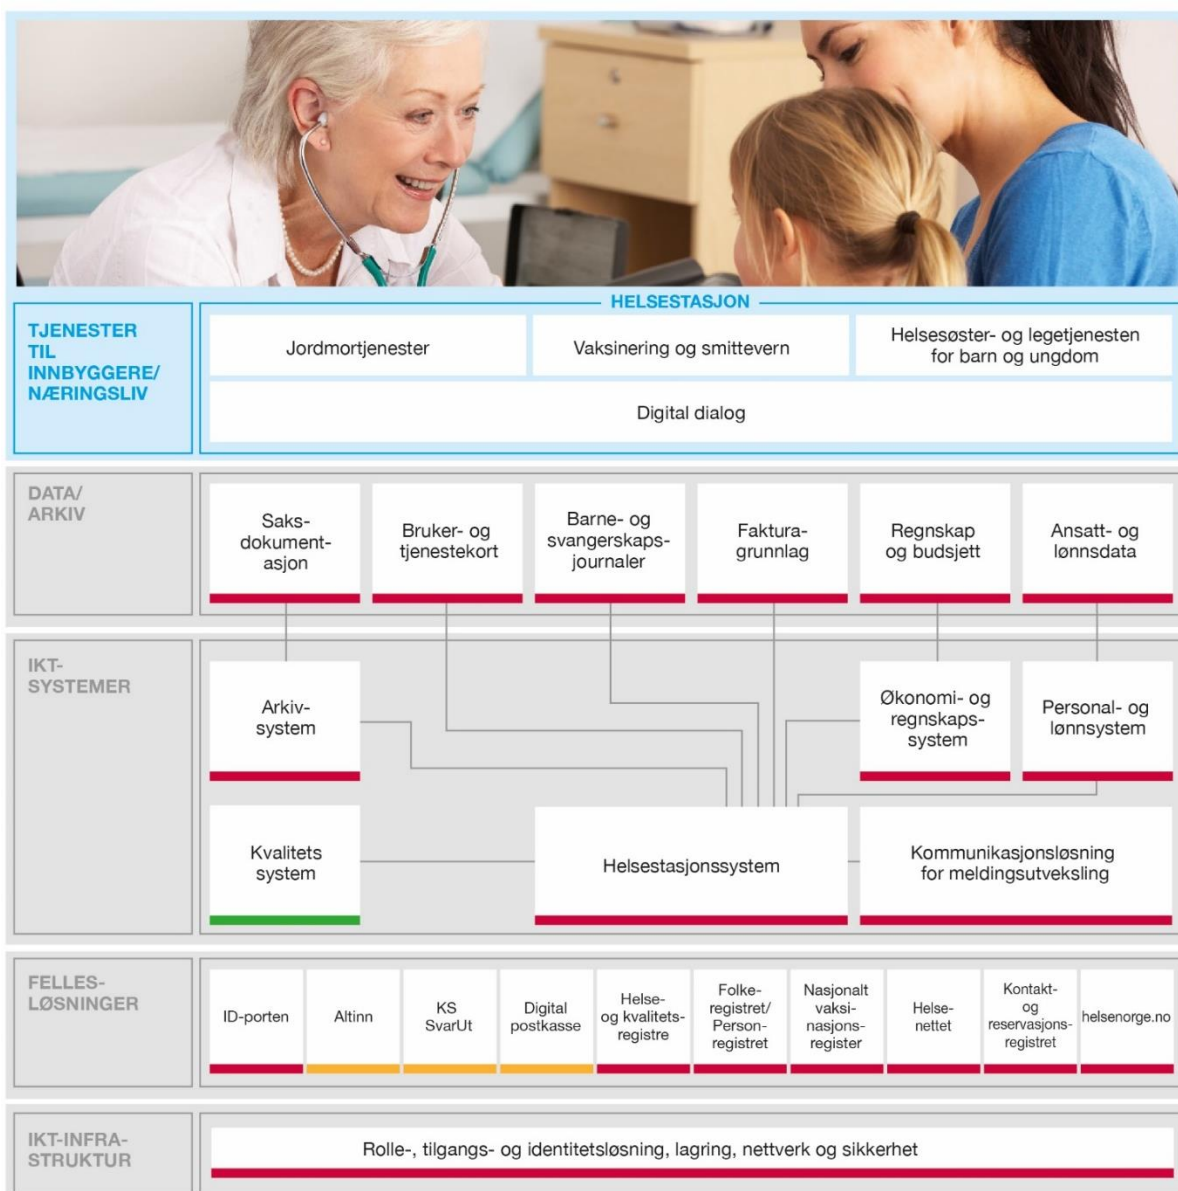 HELSESTASJON
TJENESTER
TIL
INNBYGGERE/
NÆRINGSLIV
Jordmortjenester
Vaksinering og smittevern
Helsesøster- og legetjenesten
for barn og ungdom
Digital dialog
DATA/
ARKIV
Saks-
dokument-
asjon
Bruker- og
tjenestekort
Barne- og
svangerskaps-
journaler
Faktura-
grunnlag
Regnskap
og budsjett
Ansatt- og
lønnsdata
IKT-
SYSTEMER
Arkiv-
system
Økonomi- og
regnskaps-
system
Personal- og
lønnsystem
Kvalitets
system
Helsestasjonssystem
Kommunikasjonsløsning
for meldingsutveksling
FELLES-
LØSNINGER
ID-porten
Altinn
KS
SvarUt
Digital
postkasse
Helse-
og kvalitets-
registre
Folke-
registret/
Person-
registret
Nasjonalt
vaksi-
nasjons-
register
Helse-
nettet
Kontakt-
og
reservasjons-
registret
helsenorge.no
IKT-INFRA-
STRUKTUR
Rolle-, tilgangs- og identitetsløsning, lagring, nettverk og sikkerhet